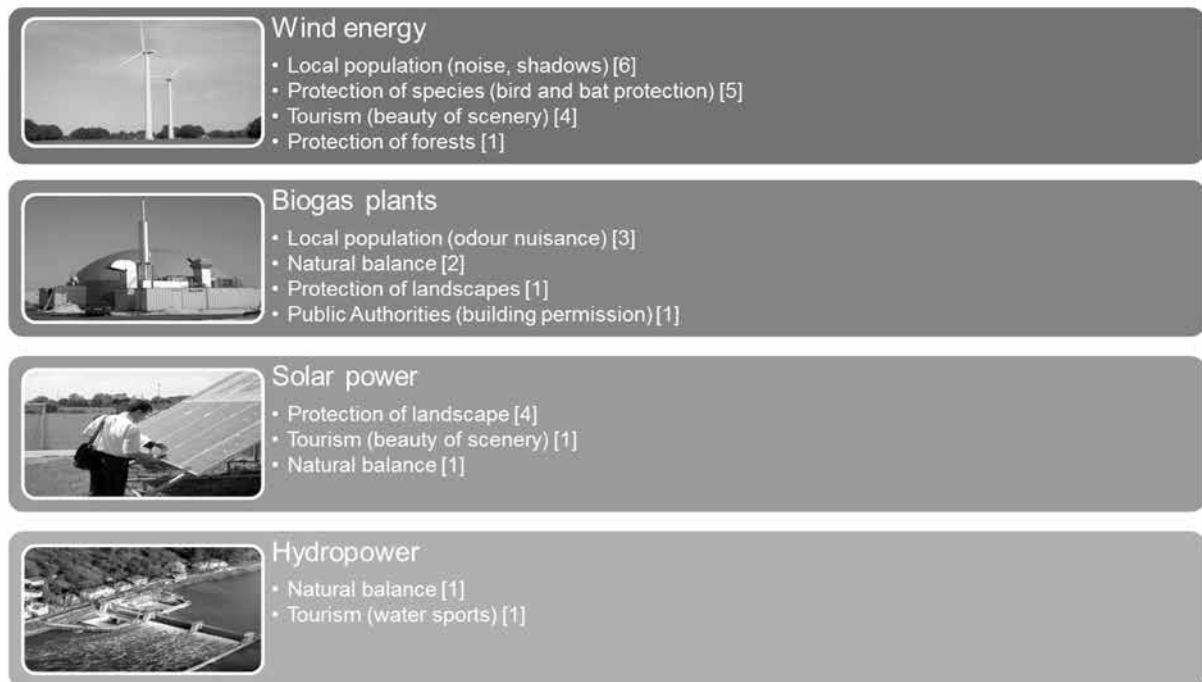 Wind energy
• Local population (noise, shadows) [6]
• Protection of species (bird and bat protection) [5]
• Tourism (beauty of scenery) [4]
• Protection of forests [1]
Biogas plants
• Local population (odour nuisance) [3]
• Natural balance [2]
• Protection of landscapes [1]
• Public Authorities (building permission) [1]
Solar power
• Protection of landscape [4]
• Tourism (beauty of scenery) [1]
• Natural balance [1]
Hydropower
• Natural balance [1]
• Tourism (water sports) [1]